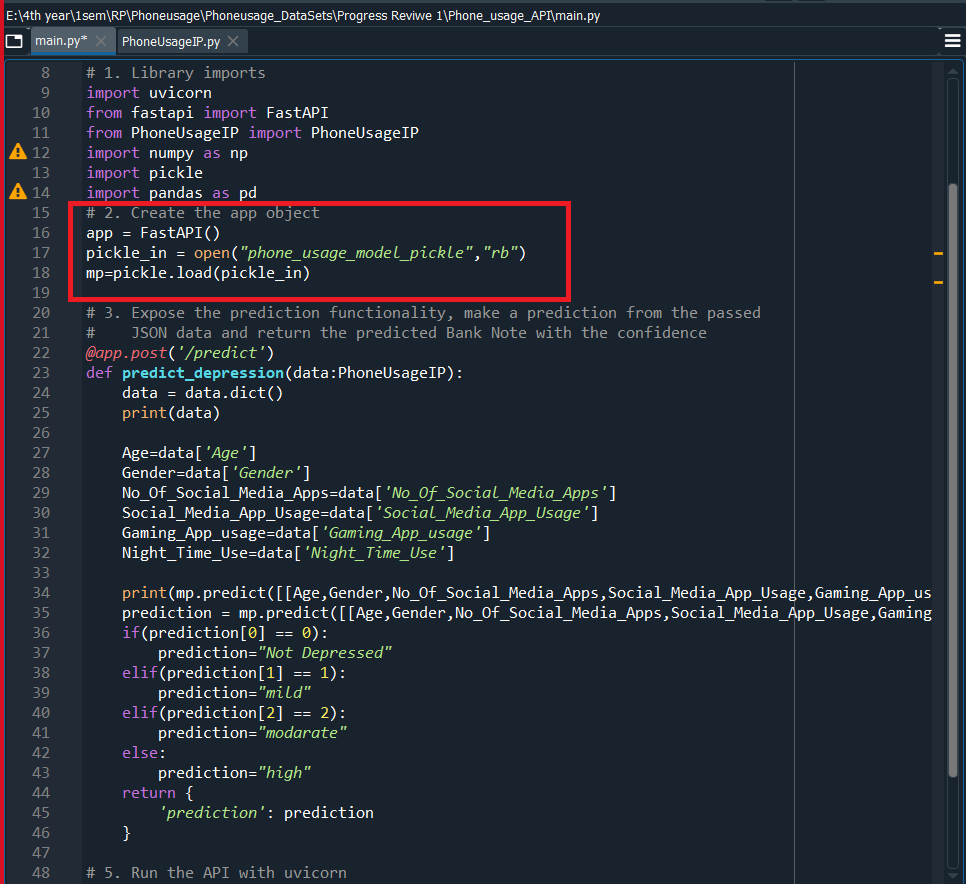 E:\4th year\1sem\RP\Phoneusage\Phoneusage_DataSets\Progress Reviwe 1\Phone_usage_API\main.py
main.py* PhoneUsageIP.py
8 # 1. Library imports
9 import uvicorn
10 from fastapi import FastAPI
11 from PhoneUsageIP import PhoneUsageIP
12 import numpy as np
13 import pickle
14 import pandas as pd
15 # 2. Create the app object
16 app = FastAPI()
17 pickle_in = open("phone_usage_model_pickle","rb")
18 mp=pickle.load(pickle_in)
19
20 # 3. Expose the prediction functionality, make a prediction from the passed
21 #    JSON data and return the predicted Bank Note with the confidence
22 @app.post('/predict')
23 def predict_depression(data:PhoneUsageIP):
24     data = data.dict()
25     print(data)
26
27     Age=data['Age']
28     Gender=data['Gender']
29     No_Of_Social_Media_Apps=data['No_Of_Social_Media_Apps']
30     Social_Media_App_Usage=data['Social_Media_App_Usage']
31     Gaming_App_usage=data['Gaming_App_usage']
32     Night_Time_Use=data['Night_Time_Use']
33
34     print(mp.predict([[Age,Gender,No_Of_Social_Media_Apps,Social_Media_App_Usage,Gaming_App_us
35     prediction = mp.predict([[Age,Gender,No_Of_Social_Media_Apps,Social_Media_App_Usage,Gaming
36     if(prediction[0] == 0):
37         prediction="Not Depressed"
38     elif(prediction[1] == 1):
39         prediction="mild"
40     elif(prediction[2] == 2):
41         prediction="modarate"
42     else:
43         prediction="high"
44     return {
45         'prediction': prediction
46     }
47
48 # 5. Run the API with uvicorn